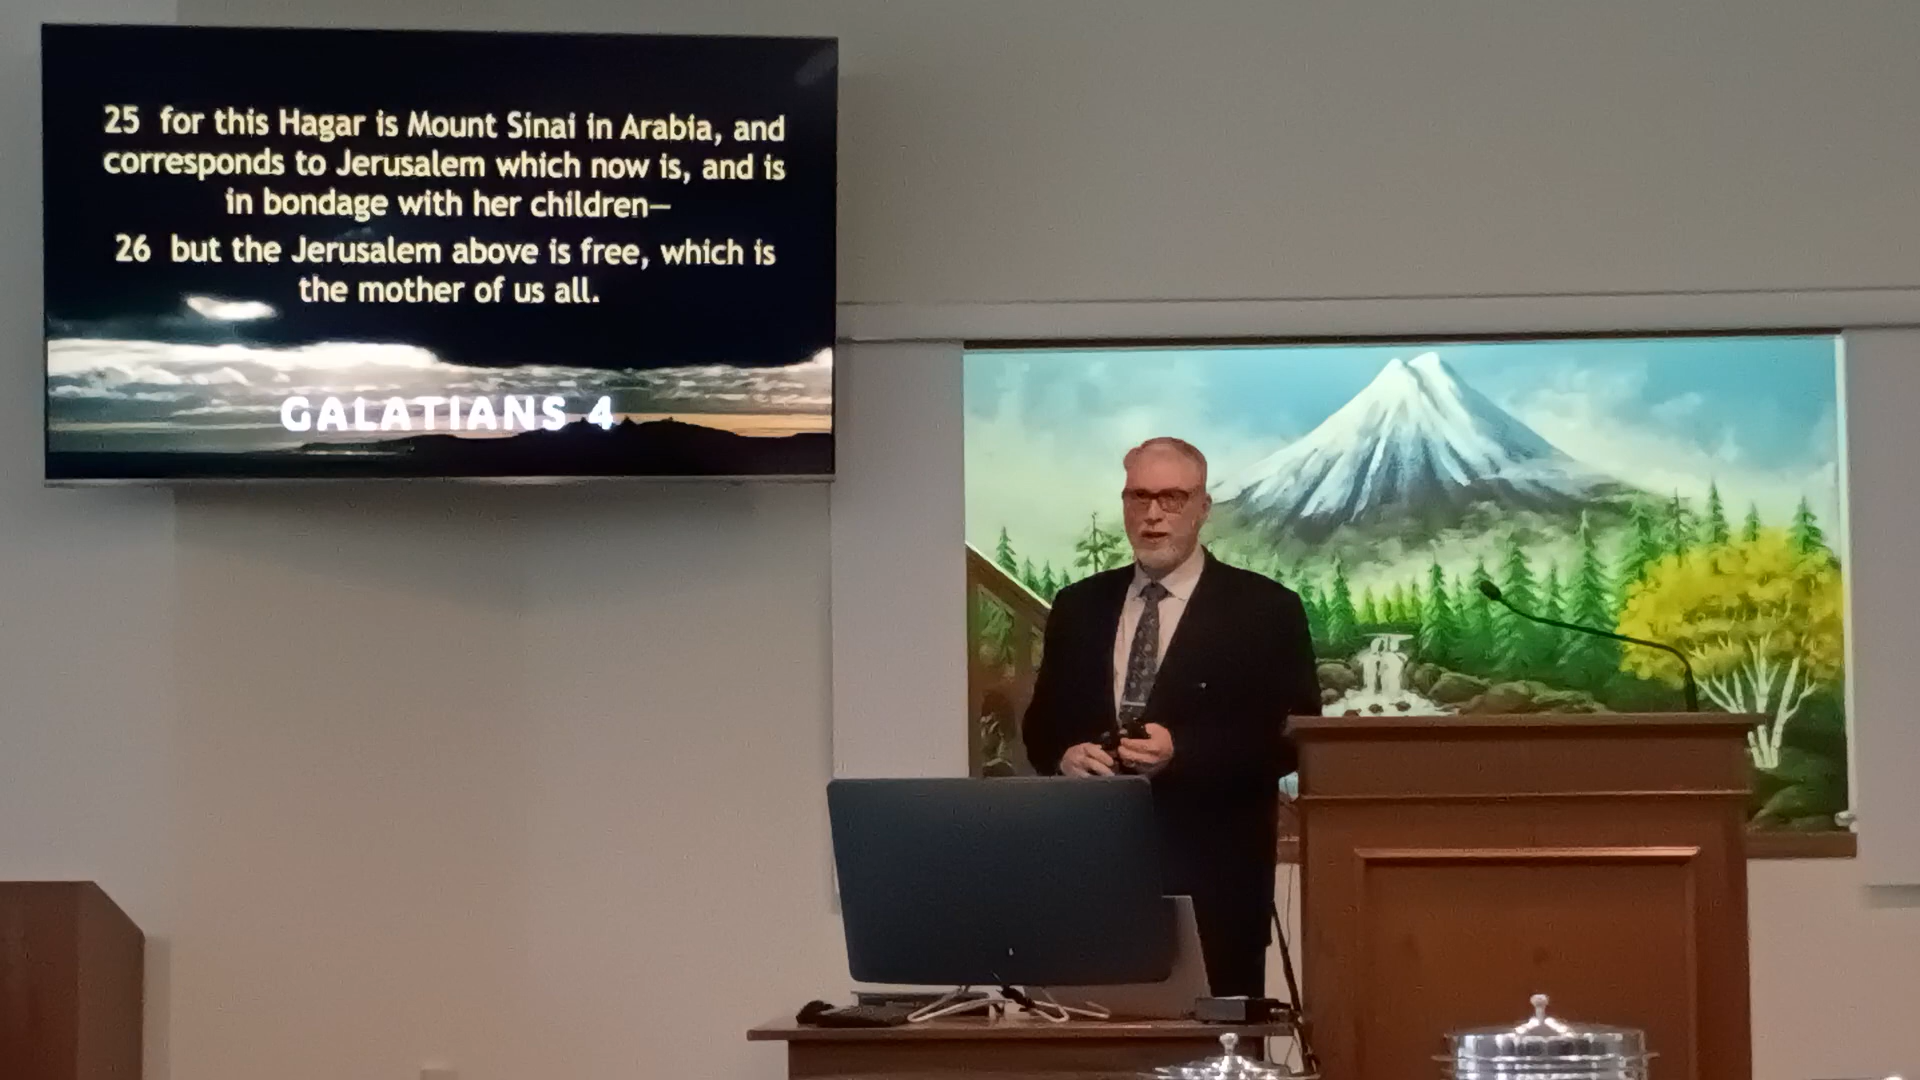 25 for this Hagar is Mount Sinai in Arabia, and
corresponds to Jerusalem which now is, and is
in bondage with her children—
26 but the Jerusalem above is free, which is
the mother of us all.
GALATIANS 4